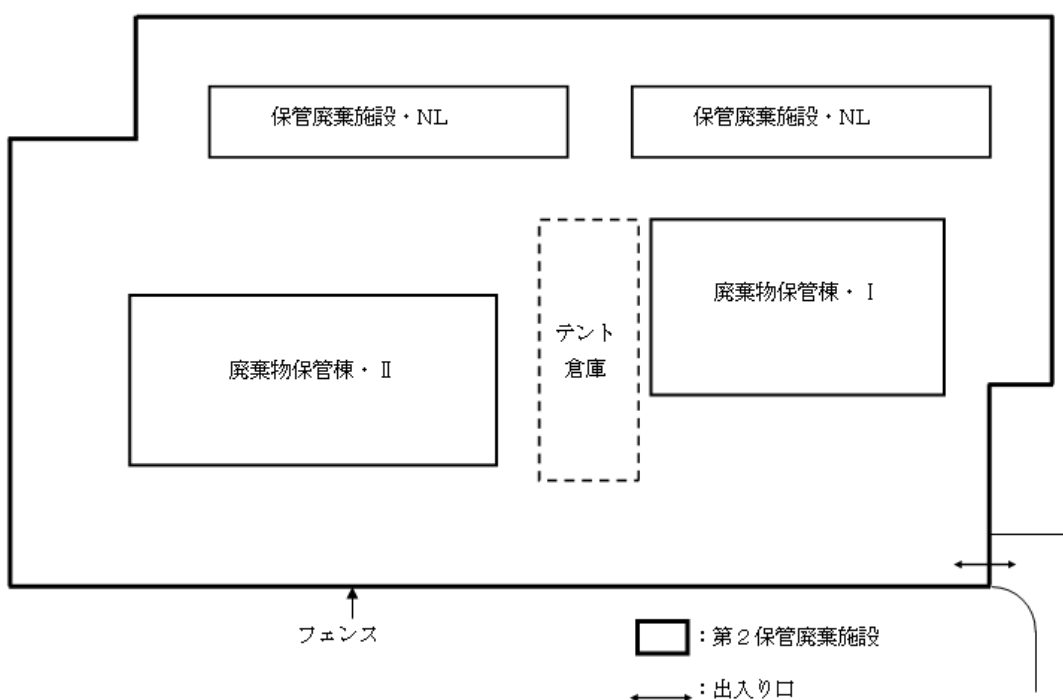 保管廃棄施設・NL
保管廃棄施設・NL
廃棄物保管棟・Ⅰ
テント
倉庫
廃棄物保管棟・Ⅱ
フェンス
：第２保管廃棄施設
：出入り口